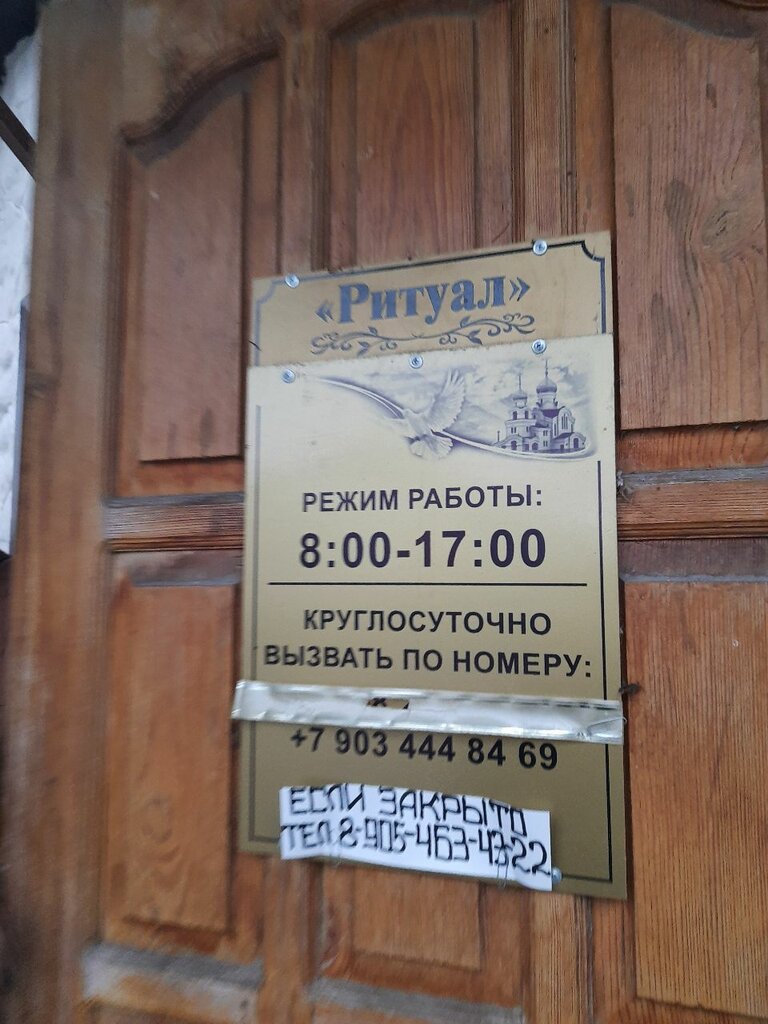 «Ритуал»
РЕЖИМ РАБОТЫ:
8:00-17:00
КРУГЛОСУТОЧНО
ВЫЗВАТЬ ПО НОМЕРУ:
+7 903 444 84 69
ЕСЛИ ЗАКРЫТО
ТЕЛ.8-905-463-43-22